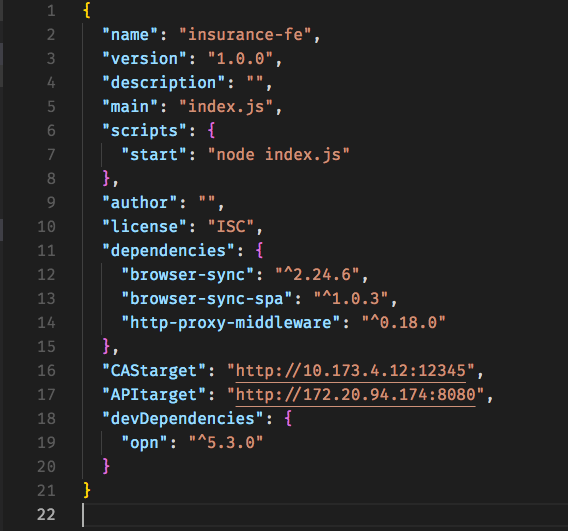 1 {
2   "name": "insurance-fe",
3   "version": "1.0.0",
4   "description": "",
5   "main": "index.js",
6   "scripts": {
7     "start": "node index.js"
8   },
9   "author": "",
10   "license": "ISC",
11   "dependencies": {
12     "browser-sync": "^2.24.6",
13     "browser-sync-spa": "^1.0.3",
14     "http-proxy-middleware": "^0.18.0"
15   },
16   "CAStarget": "http://10.173.4.12:12345",
17   "APItarget": "http://172.20.94.174:8080",
18   "devDependencies": {
19     "opn": "^5.3.0"
20   }
21 }
22